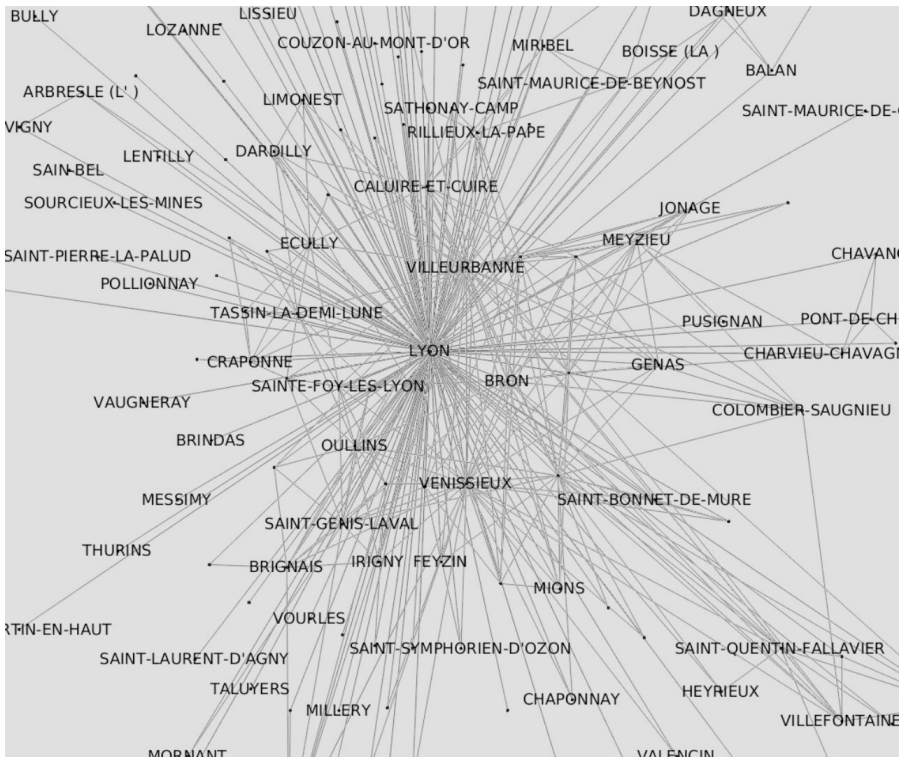 DAGNEUX
LISSIEU
BULLY
LOZANNE
COUZON-AU-MONT-D'OR
MIRIBEL
BOISSE (LA )
BALAN
SAINT-MAURICE-DE-BEYNOST
ARBRESLE (L' )
LIMONEST
SATHONAY-CAMP
SAINT-MAURICE-DE-
VIGNY
RILLIEUX-LA-PAPE
LENTILLY
DARDILLY
SAIN-BEL
CALUIRE-ET-CUIRE
SOURCIEUX-LES-MINES
JONAGE
MEYZIEU
ECULLY
SAINT-PIERRE-LA-PALUD
CHAVANO
VILLEURBANNE
POLLIONNAY
TASSIN-LA-DEMI-LUNE
PUSIGNAN
PONT-DE-CH
LYON
CHARVIEU-CHAVAGN
CRAPONNE
GENAS
BRON
SAINTE-FOY-LES-LYON
VAUGNERAY
COLOMBIER-SAUGNIEU
BRINDAS
OULLINS
VENISSIEUX
MESSIMY
SAINT-BONNET-DE-MURE
SAINT-GENIS-LAVAL
THURINS
IRIGNY
FEYZIN
BRIGNAIS
MIONS
VOURLES
RTIN-EN-HAUT
SAINT-SYMPHORIEN-D'OZON
SAINT-QUENTIN-FALLAVIER
SAINT-LAURENT-D'AGNY
TALUYERS
HEYRIEUX
CHAPONNAY
MILLERY
VILLEFONTAINE
MORNANT
VALENCIN